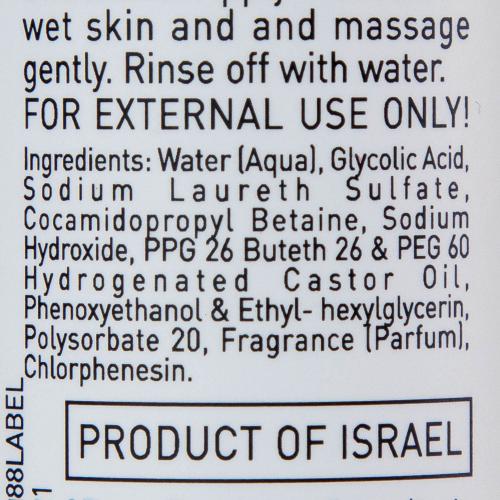 wet skin and and massage
gently. Rinse off with water.
FOR EXTERNAL USE ONLY!
Ingredients: Water (Aqua), Glycolic Acid,
Sodium Laureth Sulfate,
Cocamidopropyl Betaine, Sodium
Hydroxide, PPG 26 Buteth 26 & PEG 60
Hydrogenated Castor Oil,
Phenoxyethanol & Ethyl- hexylglycerin,
Polysorbate 20, Fragrance (Parfum),
Chlorphenesin.
PRODUCT OF ISRAEL
88LABEL
1